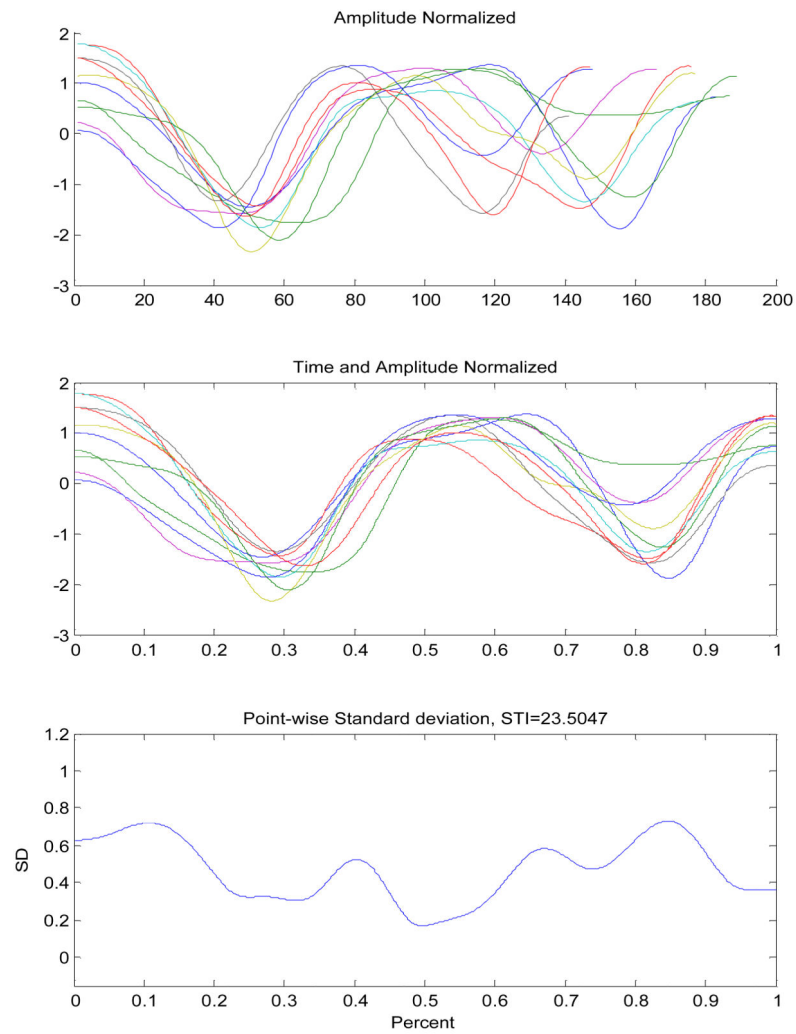 Amplitude Normalized
2
1
0
-1
-2
-3
0 20 40 60 80 100 120 140 160 180 200
Time and Amplitude Normalized
2
1
0
-1
-2
-3
0 0.1 0.2 0.3 0.4 0.5 0.6 0.7 0.8 0.9 1
Point-wise Standard deviation, STI=23.5047
1.2
1
0.8
0.6
0.4
0.2
0
SD
0 0.1 0.2 0.3 0.4 0.5 0.6 0.7 0.8 0.9 1
Percent